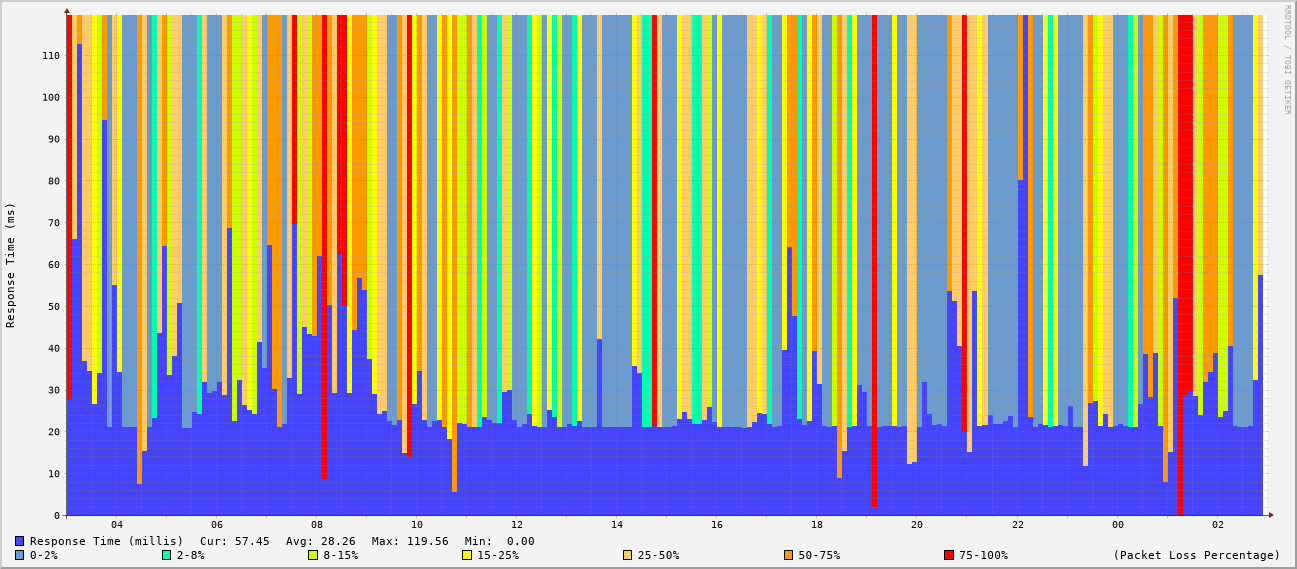 RRDTOOL / TOBI OETIKER
Response Time (ms)
110
100
90
80
70
60
50
40
30
20
10
0
04 06 08 10 12 14 16 18 20 22 00 02
Response Time (millis) Cur: 57.45 Avg: 28.26 Max: 119.56 Min: 0.00
0-2% 2-8% 8-15% 15-25% 25-50% 50-75% 75-100% (Packet Loss Percentage)